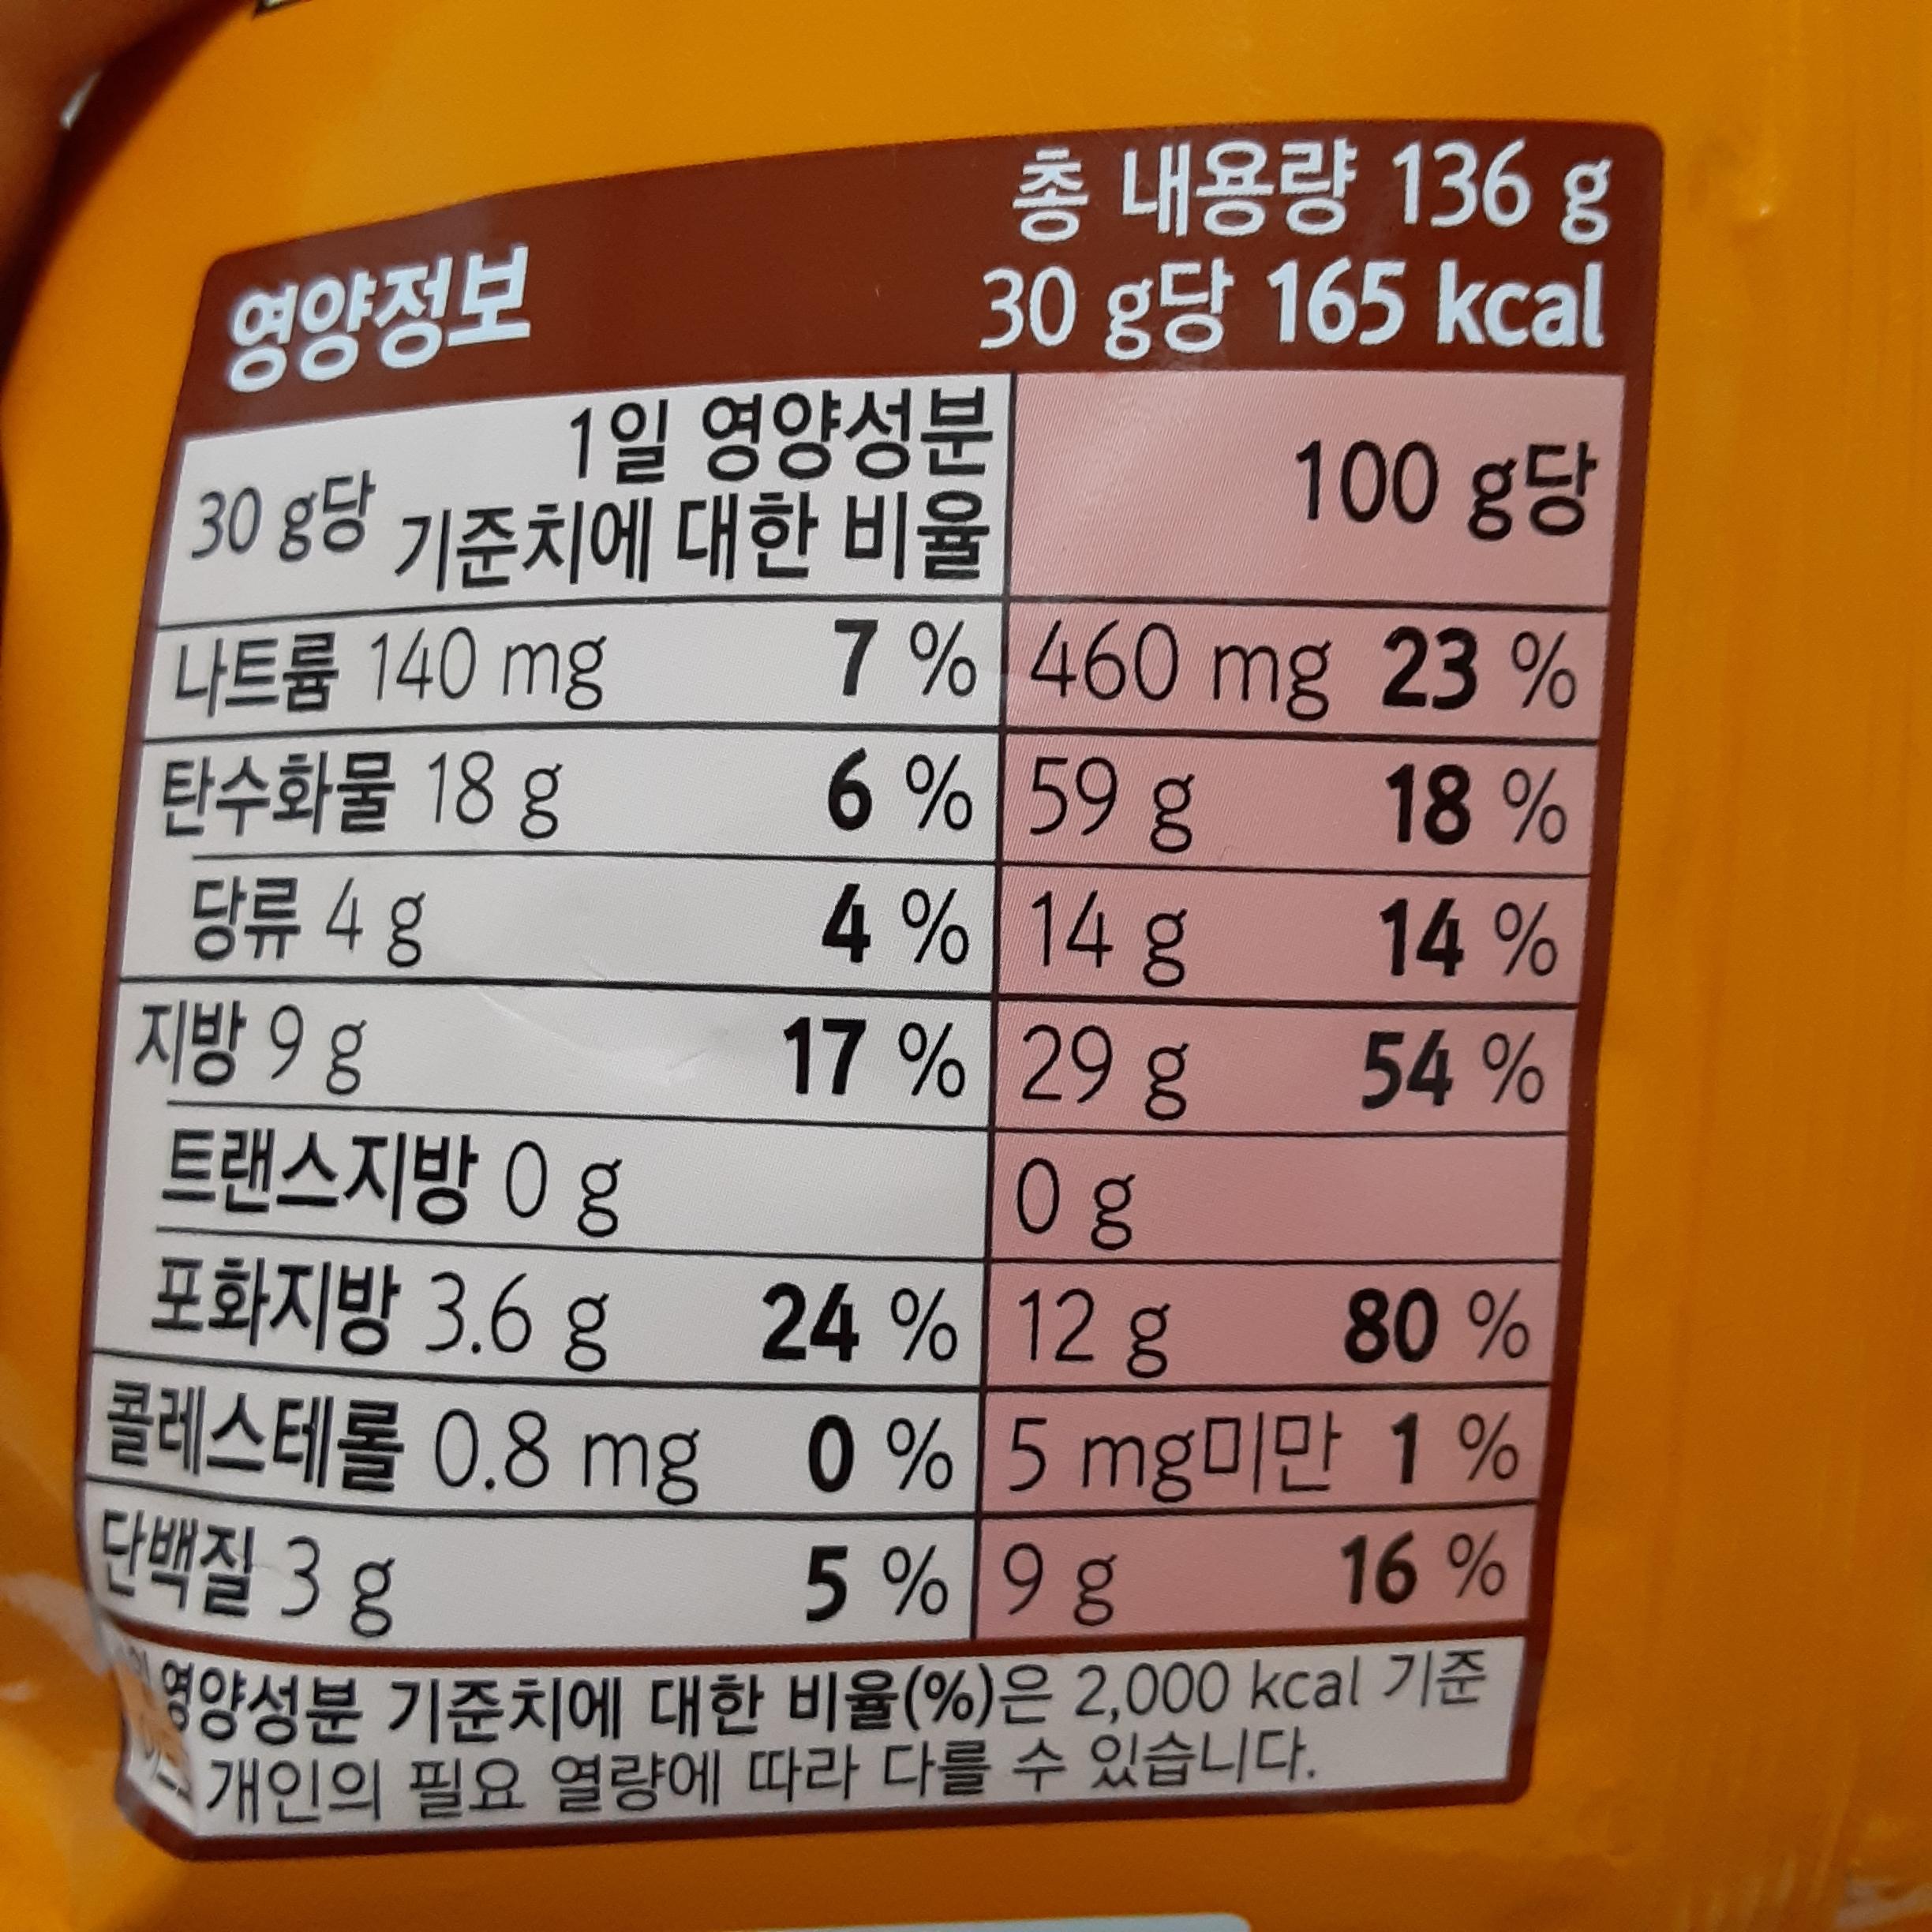 총 내용량 136 g
영양정보
30 g당 165 kcal
1일 영양성분
30 g당 기준치에 대한 비율
100 g당
나트륨 140 mg 7 % 460 mg 23 %
탄수화물 18 g 6 % 59 g 18 %
당류 4 g 4 % 14 g 14 %
지방 9 g 17 % 29 g 54 %
트랜스지방 0 g 0 g
포화지방 3.6 g 24 % 12 g 80 %
콜레스테롤 0.8 mg 0 % 5 mg미만 1 %
단백질 3 g 5 % 9 g 16 %
영양성분 기준치에 대한 비율(%)은 2,000 kcal 기준
개인의 필요 열량에 따라 다를 수 있습니다.